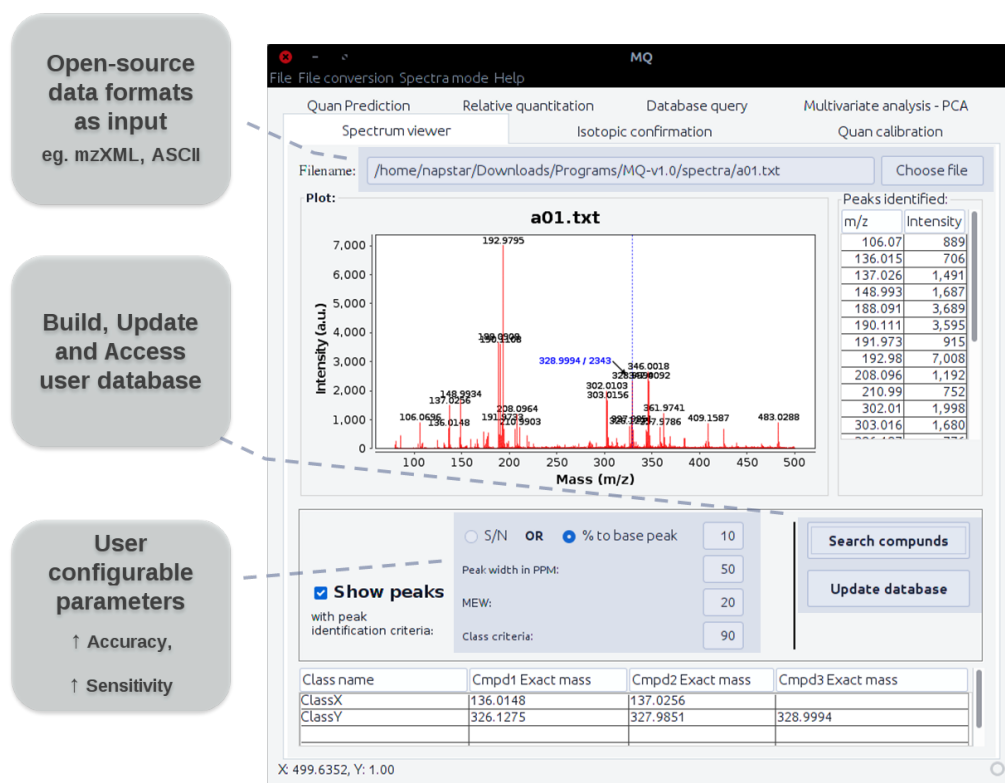 Open-source
data formats
as input
eg. mzXML, ASCII
Build, Update
and Access
user database
User
configurable
parameters
↑ Accuracy,
↑ Sensitivity
MQ
File File conversion Spectra mode Help
Quan Prediction Relative quantitation Database query Multivariate analysis - PCA
Spectrum viewer Isotopic confirmation Quan calibration
Filename: /home/napstar/Downloads/Programs/MQ-v1.0/spectra/a01.txt Choose file
Plot:
a01.txt
Intensity (a.u.)
7,000
6,000
5,000
4,000
3,000
2,000
1,000
0
192.9795
190.1108
328.9994 / 2343
346.0018
302.0103
303.0156
148.9934
137.0256
208.0964
361.9741
106.0696
136.0148
191.9733
210.9903
409.1587
483.0288
100 150 200 250 300 350 400 450 500
Mass (m/z)
Peaks identified:
m/z Intensity
106.07 889
136.015 706
137.026 1,491
148.993 1,687
188.091 3,689
190.111 3,595
191.973 915
192.98 7,008
208.096 1,192
210.99 752
302.01 1,998
303.016 1,680
Show peaks
with peak
identification criteria:
S/N OR % to base peak 10
Peak width in PPM: 50
MEW: 20
Class criteria: 90
Search compunds
Update database
Class name Cmpd1 Exact mass Cmpd2 Exact mass Cmpd3 Exact mass
ClassX 136.0148 137.0256
ClassY 326.1275 327.9851 328.9994
X: 499.6352, Y: 1.00